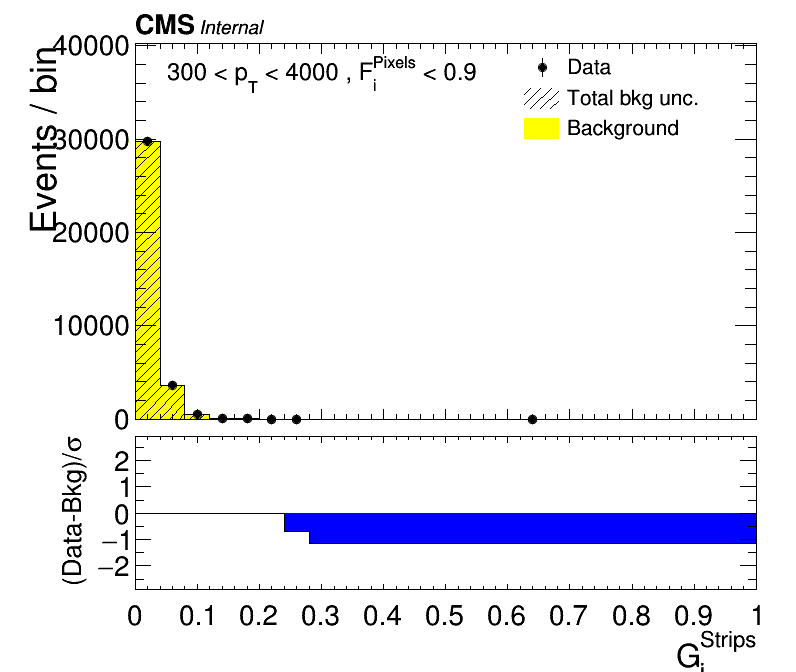 CMS Internal
Events / bin
40000
30000
20000
10000
0
300 < p_T < 4000 , F_i^Pixels < 0.9
Data
Total bkg unc.
Background
(Data-Bkg)/σ
2
1
0
−1
−2
0 0.1 0.2 0.3 0.4 0.5 0.6 0.7 0.8 0.9 1
G_i^Strips